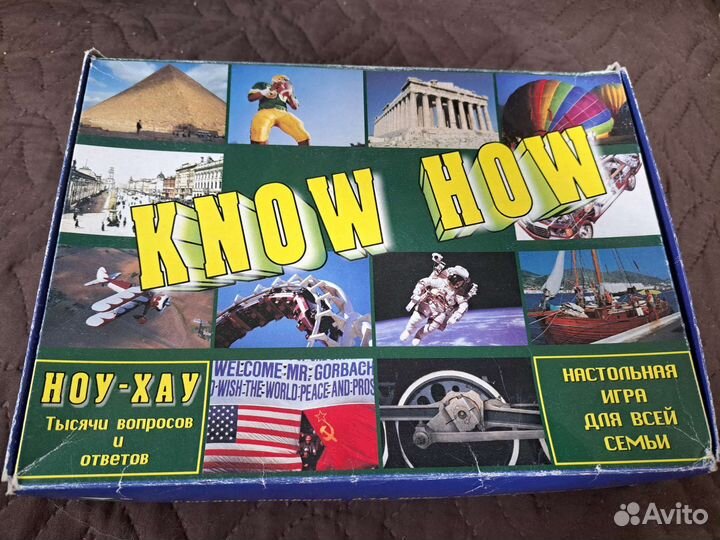 KNOW HOW
WELCOME·MR·GORBACH
WISH·THE·WORLD·PEACE·AND·PROS
НОУ-ХАУ
Тысячи вопросов
и
ответов
НАСТОЛЬНАЯ
ИГРА
ДЛЯ ВСЕЙ
СЕМЬИ
Avito